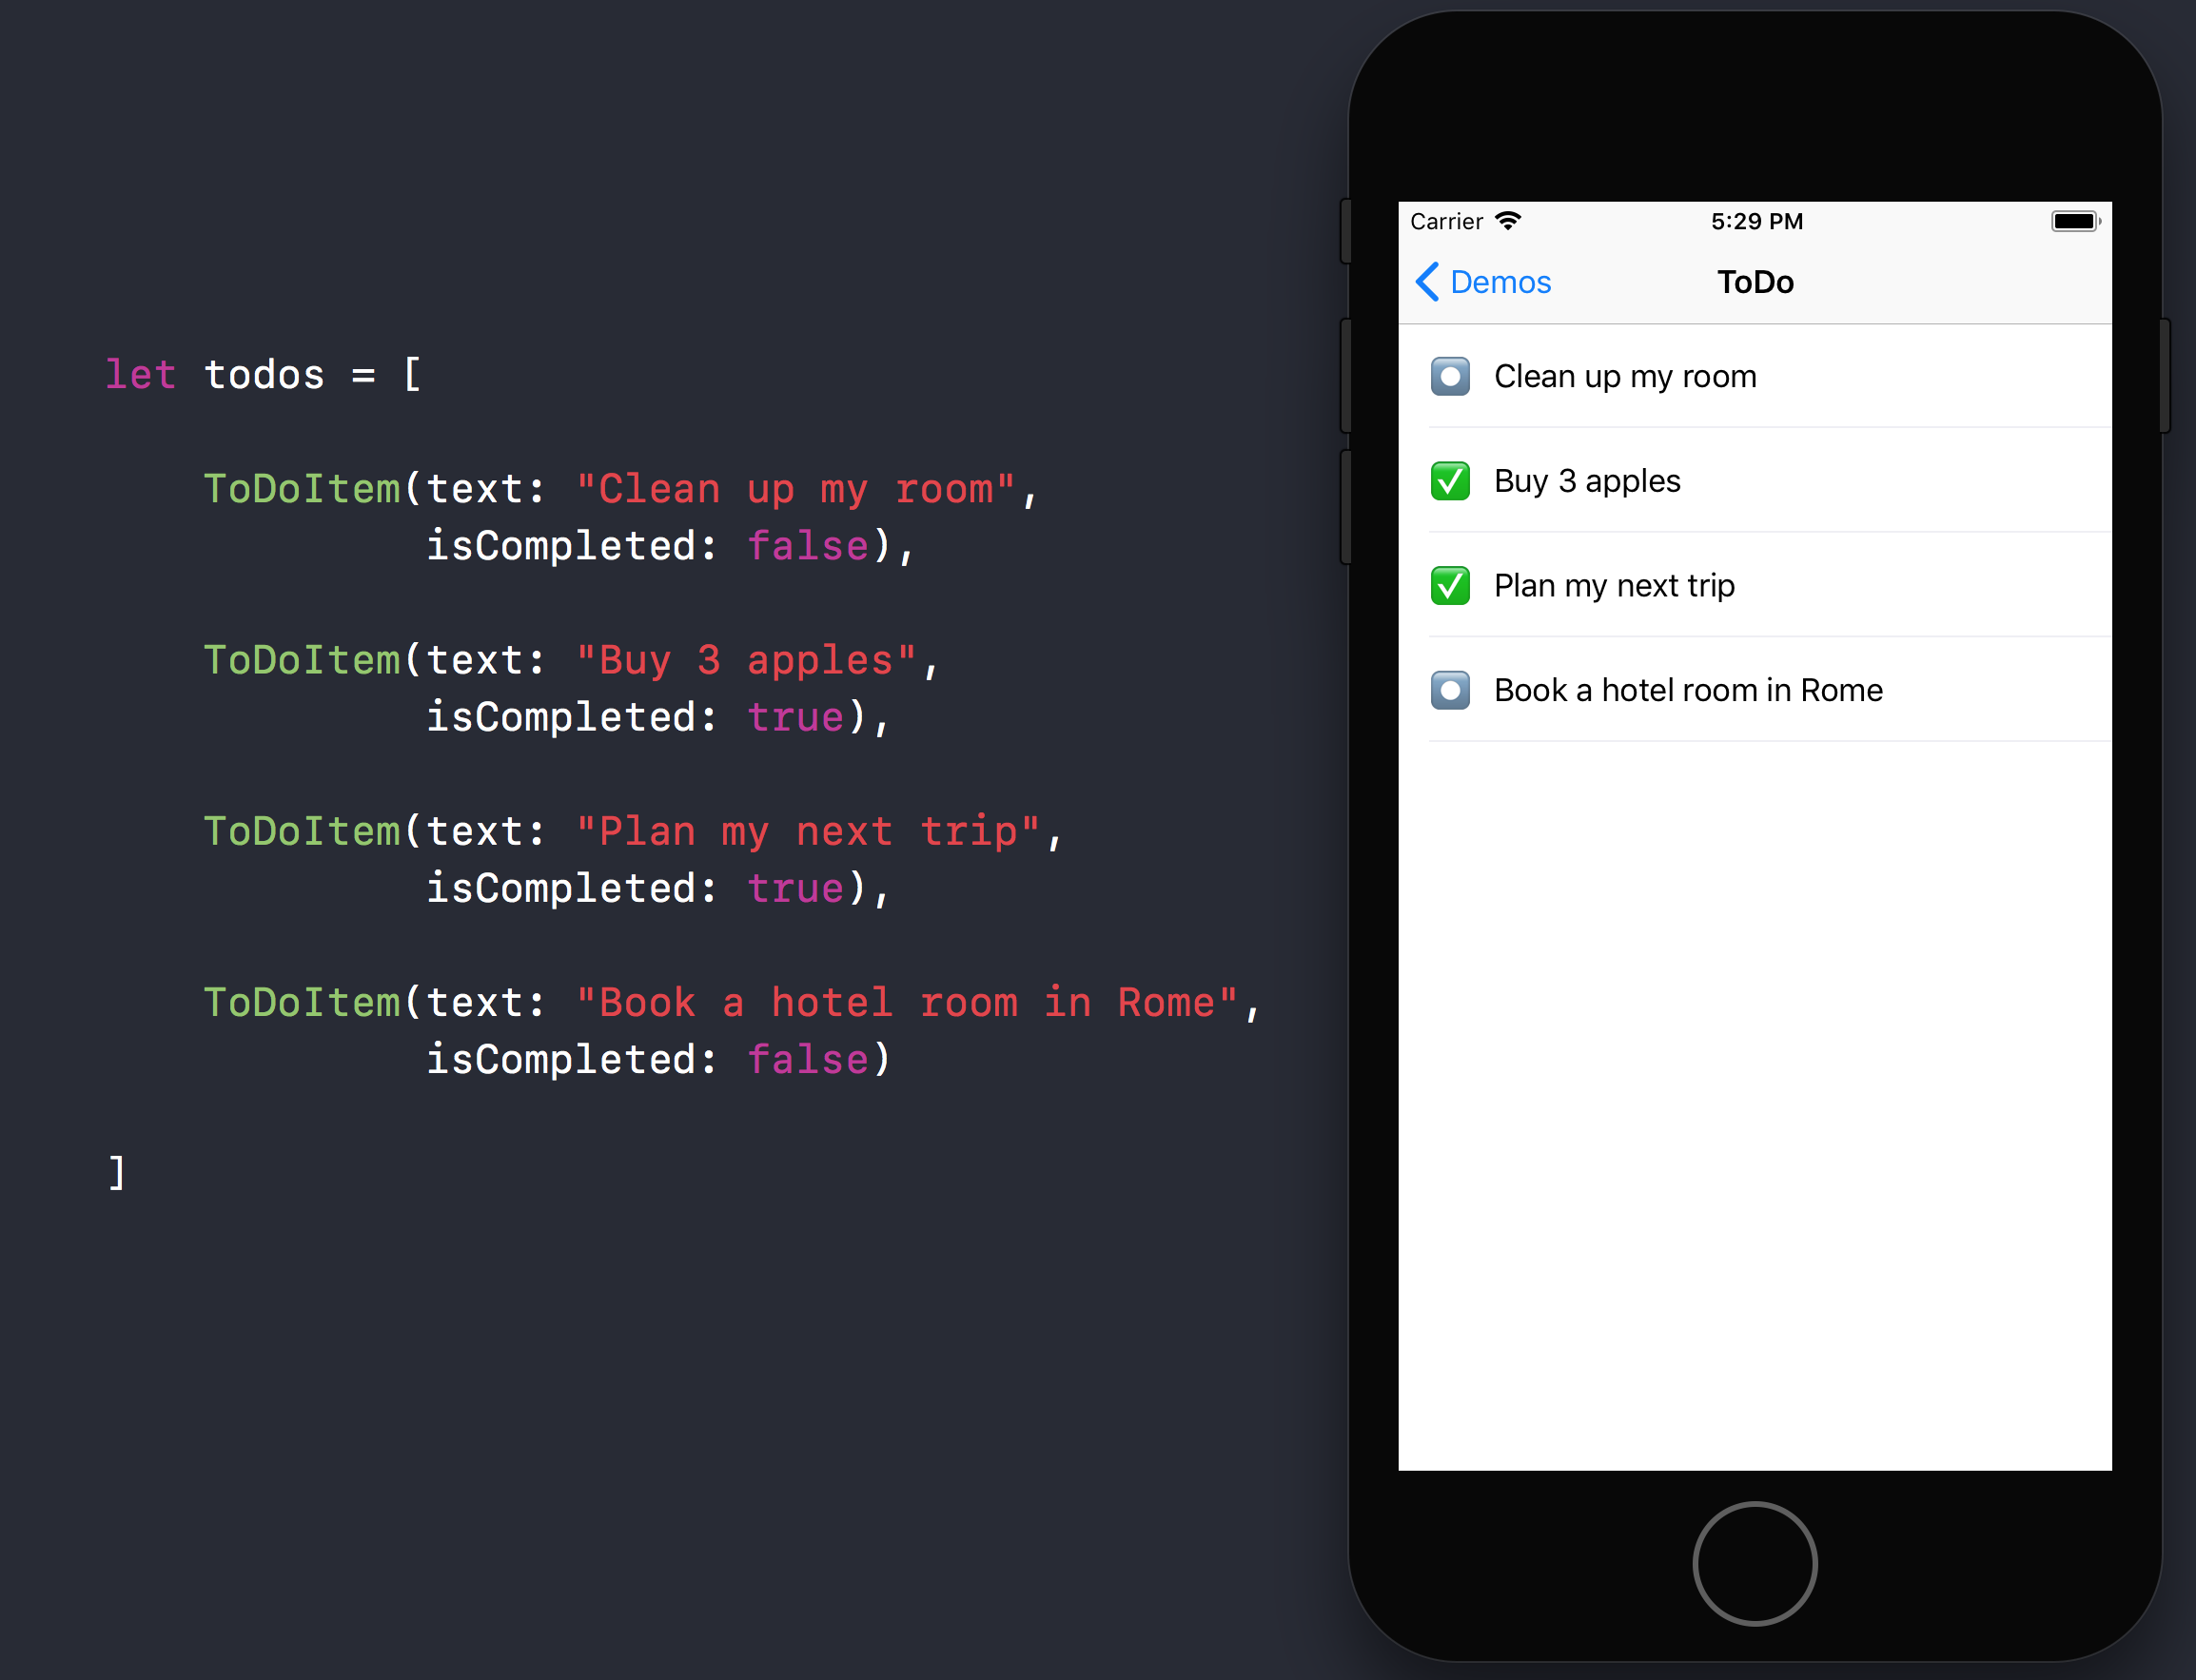 let todos = [
ToDoItem(text: "Clean up my room",
isCompleted: false),
ToDoItem(text: "Buy 3 apples",
isCompleted: true),
ToDoItem(text: "Plan my next trip",
isCompleted: true),
ToDoItem(text: "Book a hotel room in Rome",
isCompleted: false)
]
Carrier 5:29 PM
Demos ToDo
Clean up my room
Buy 3 apples
Plan my next trip
Book a hotel room in Rome